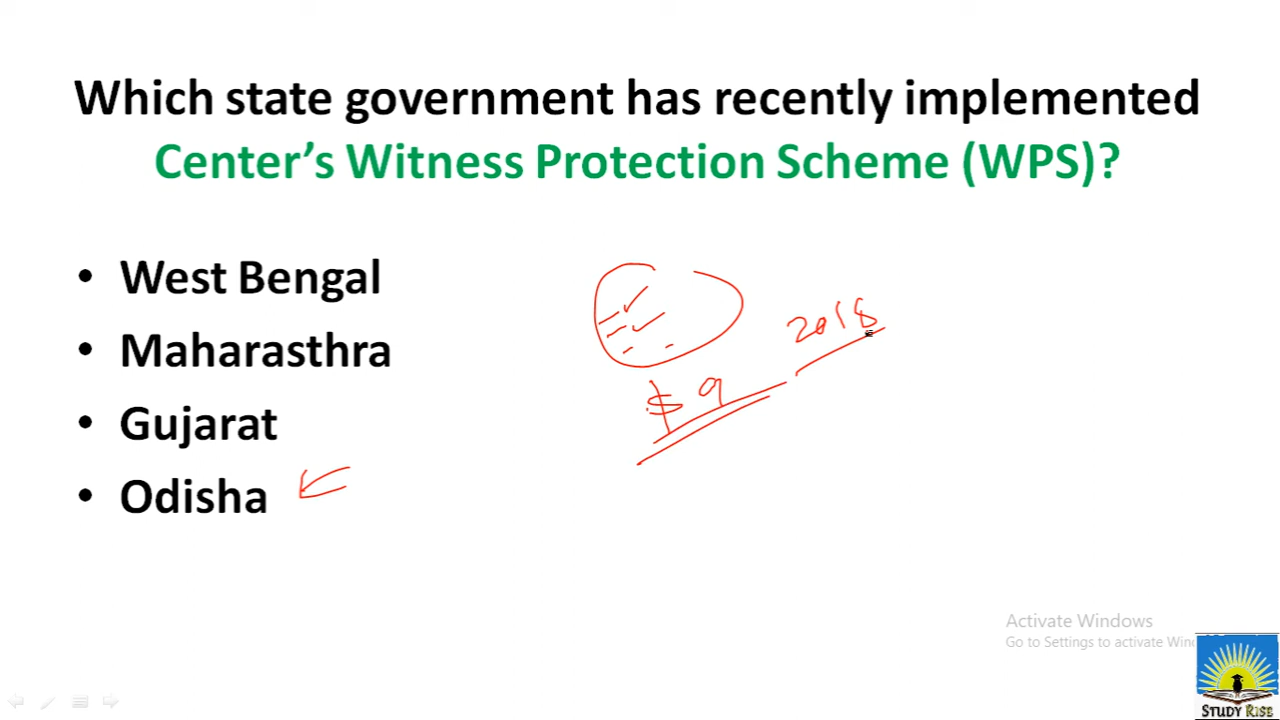 Which state government has recently implemented
Center's Witness Protection Scheme (WPS)?
• West Bengal
• Maharasthra
• Gujarat
• Odisha
2018
$ 9
Activate Windows
Go to Settings to activate
STUDY RISE